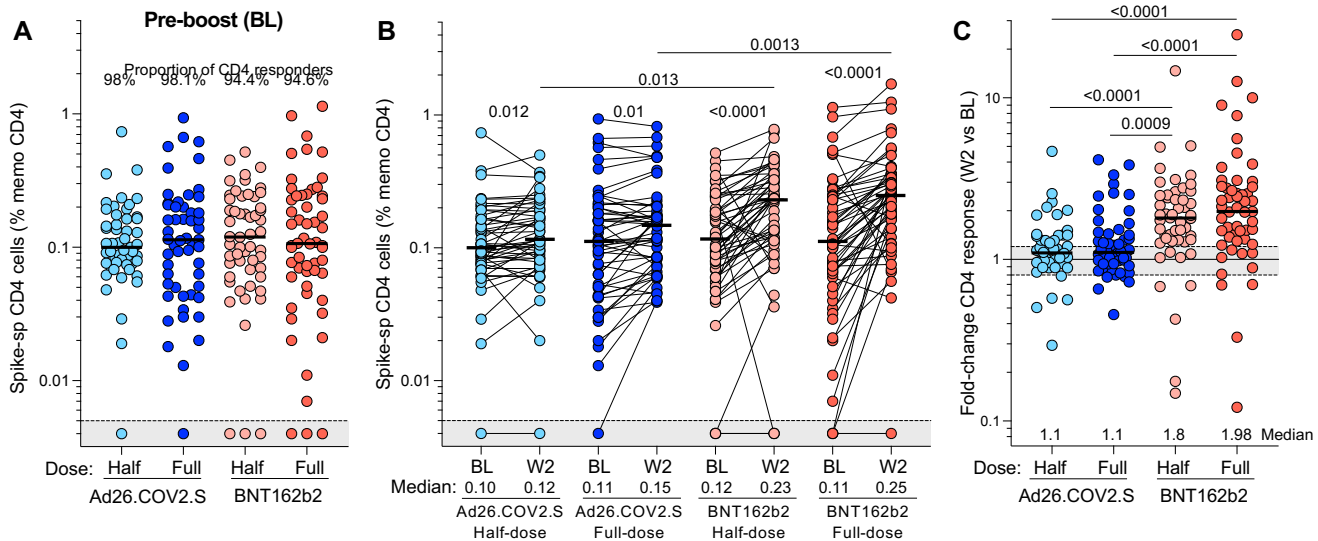 A
Pre-boost (BL)
Proportion of CD4 responders
98% 98.1% 94.4% 94.6%
Spike-sp CD4 cells (% memo CD4)
1
0.1
0.01
Dose: Half Full Half Full
Ad26.COV2.S BNT162b2
B
0.0013
0.013
<0.0001
0.012 0.01 <0.0001
Spike-sp CD4 cells (% memo CD4)
1
0.1
0.01
BL W2 BL W2 BL W2 BL W2
Median: 0.10 0.12 0.11 0.15 0.12 0.23 0.11 0.25
Ad26.COV2.S Ad26.COV2.S BNT162b2 BNT162b2
Half-dose Full-dose Half-dose Full-dose
C
<0.0001
<0.0001
<0.0001
0.0009
Fold-change CD4 response (W2 vs BL)
10
1
0.1
1.1 1.1 1.8 1.98 Median
Dose: Half Full Half Full
Ad26.COV2.S BNT162b2